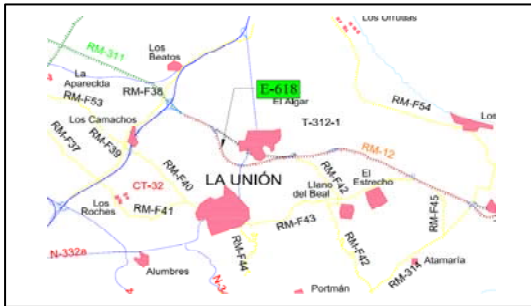 Los Urrutias
RM-311
Los
Beatos
La
Aparecida
RM-F38
E-618
El Algar
RM-F53
T-312-1
RM-F54
Los
Los Camachos
RM-F37
RM-F39
RM-12
RM-F40
CT-32
LA UNIÓN
RM-F42
El
Estrecho
Llano
del Beal
Los
Roches
RM-F41
RM-F43
RM-F45
N-332a
RM-F44
RM-F42
Atamaría
RM-314
Alumbres
Portmán